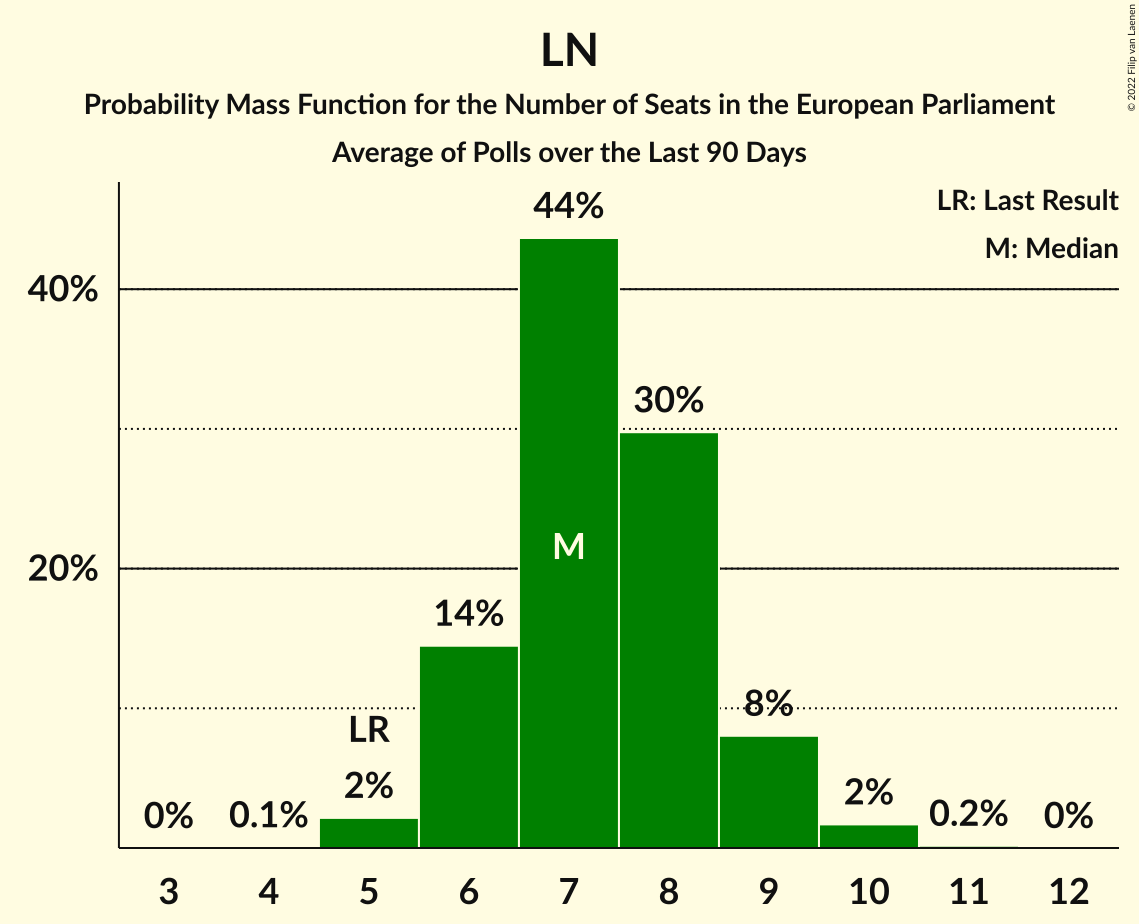 LN
Probability Mass Function for the Number of Seats in the European Parliament
Average of Polls over the Last 90 Days
© 2022 Filip van Laenen
LR: Last Result
M: Median
44%
40%
30%
M
20%
14%
8%
LR
2%
2%
0%
0.1%
0.2%
0%
3 4 5 6 7 8 9 10 11 12